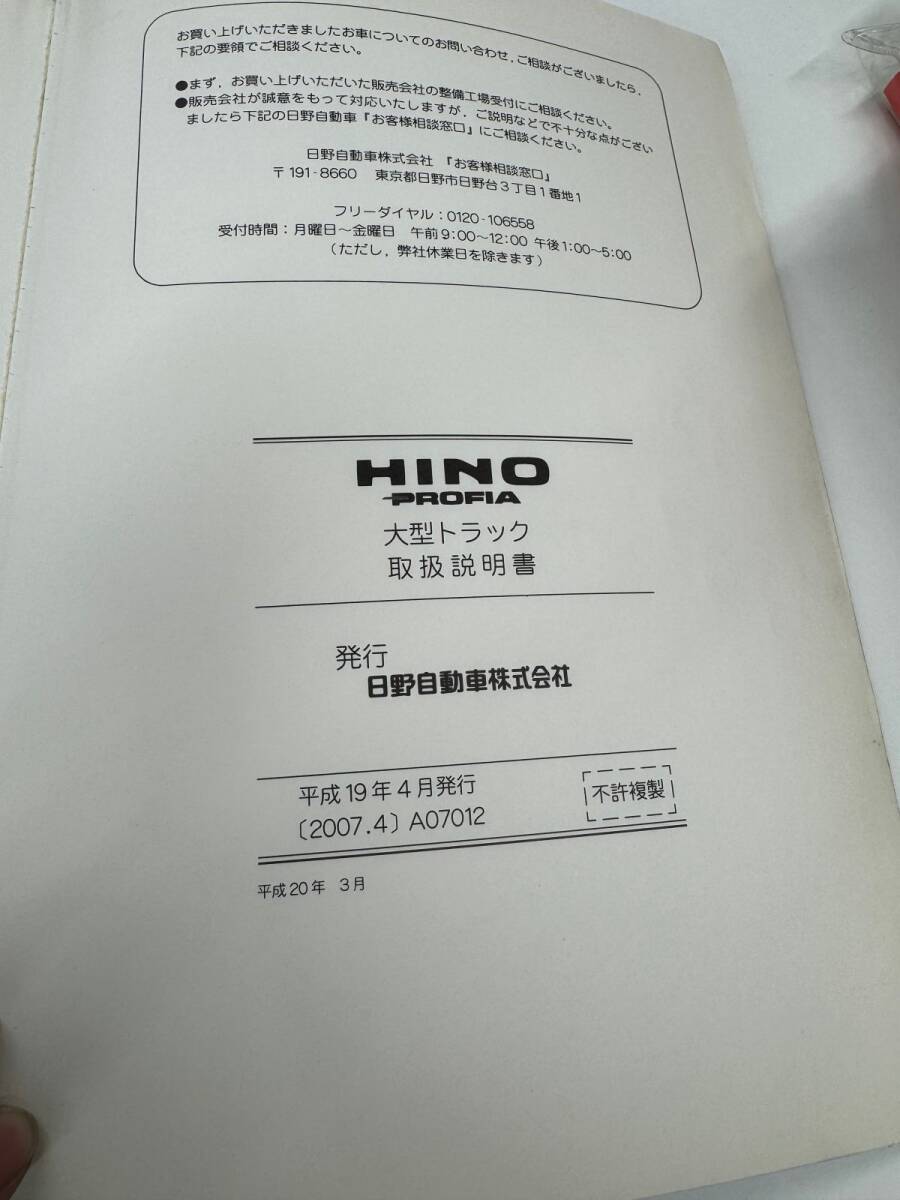 お買い上げいただきましたお車についてのお問い合わせ,ご相談がございましたら,
下記の要領でご相談ください。
●まず,お買い上げいただいた販売会社の整備工場受付にご相談ください。
●販売会社が誠意をもって対応いたしますが,ご説明などで不十分な点がござい
ましたら下記の日野自動車『お客様相談窓口』にご相談ください。
日野自動車株式会社 『お客様相談窓口』
〒191-8660 東京都日野市日野台3丁目1番地1
フリーダイヤル:0120-106558
受付時間:月曜日〜金曜日 午前9:00〜12:00 午後1:00〜5:00
(ただし,弊社休業日を除きます)
HINO
PROFIA
大型トラック
取扱説明書
発行
日野自動車株式会社
平成19年4月発行
〔2007.4〕A07012
不許複製
平成20年 3月